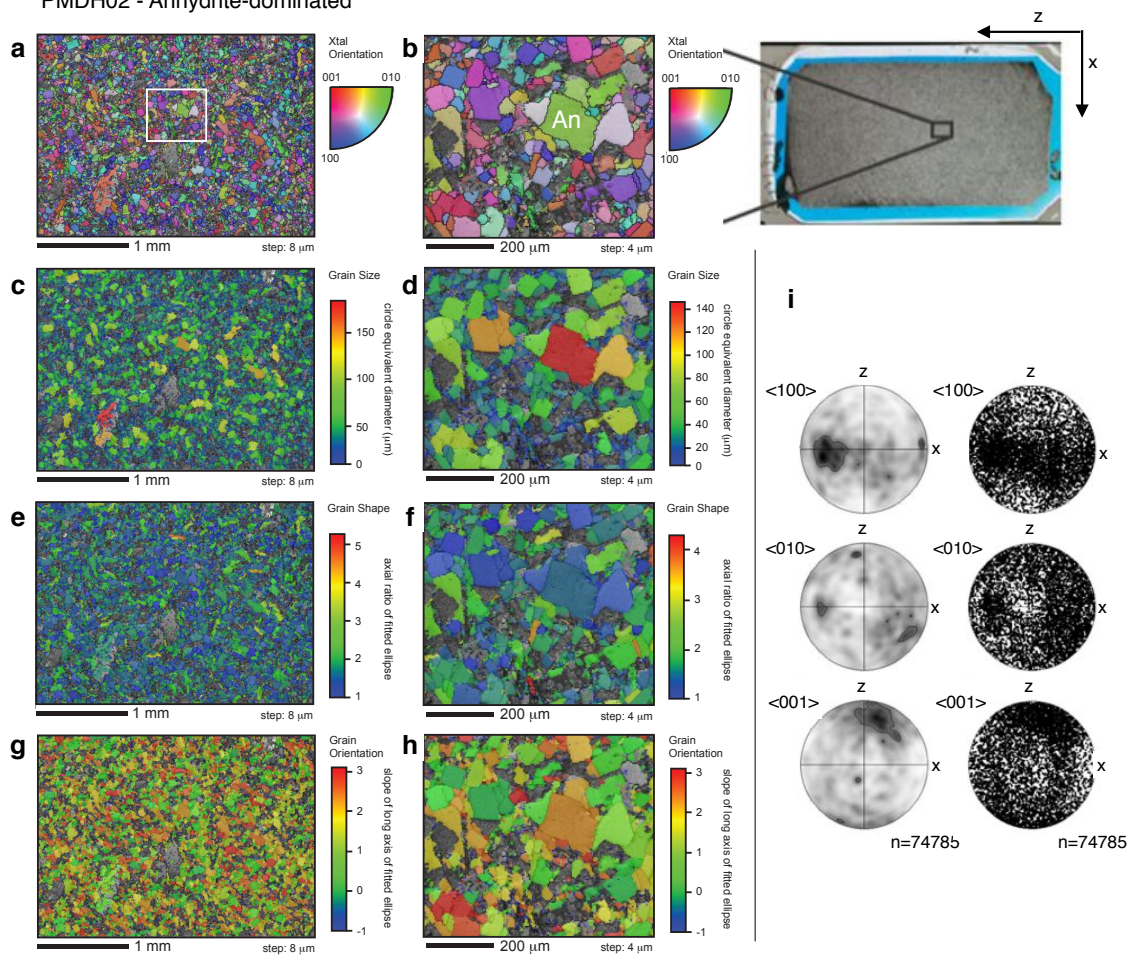 PMDH02 - Anhydrite-dominated
a
Xtal
Orientation
001
010
100
1 mm
step: 8 μm
b
An
Xtal
Orientation
001
010
100
200 μm
step: 4 μm
z
x
c
Grain Size
150
100
50
0
circle equivalent diameter (μm)
1 mm
step: 8 μm
d
Grain Size
140
120
100
80
60
40
20
0
circle equivalent diameter (μm)
200 μm
step: 4 μm
e
Grain Shape
5
4
3
2
1
axial ratio of fitted ellipse
1 mm
step: 8 μm
f
Grain Shape
4
3
2
1
axial ratio of fitted ellipse
200 μm
step: 4 μm
g
Grain
Orientation
3
2
1
0
-1
slope of long axis of fitted ellipse
1 mm
step: 8 μm
h
Grain
Orientation
3
2
1
0
-1
slope of long axis of fitted ellipse
200 μm
step: 4 μm
i
z
<100>
x
z
<100>
x
z
<010>
x
z
<010>
x
z
<001>
x
z
<001>
x
n=74785
n=74785